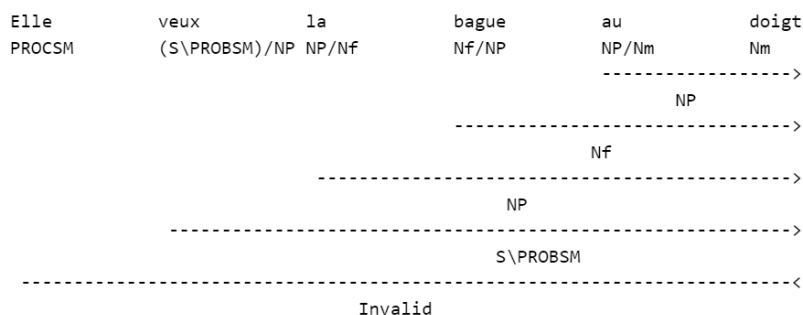 Elle veux la bague au doigt
PROCSM (S\PROBSM)/NP NP/Nf Nf/NP NP/Nm Nm
------------------>
NP
-------------------------------->
Nf
--------------------------------------------->
NP
----------------------------------------------------------->
S\PROBSM
--------------------------------------------------------------------------<
Invalid